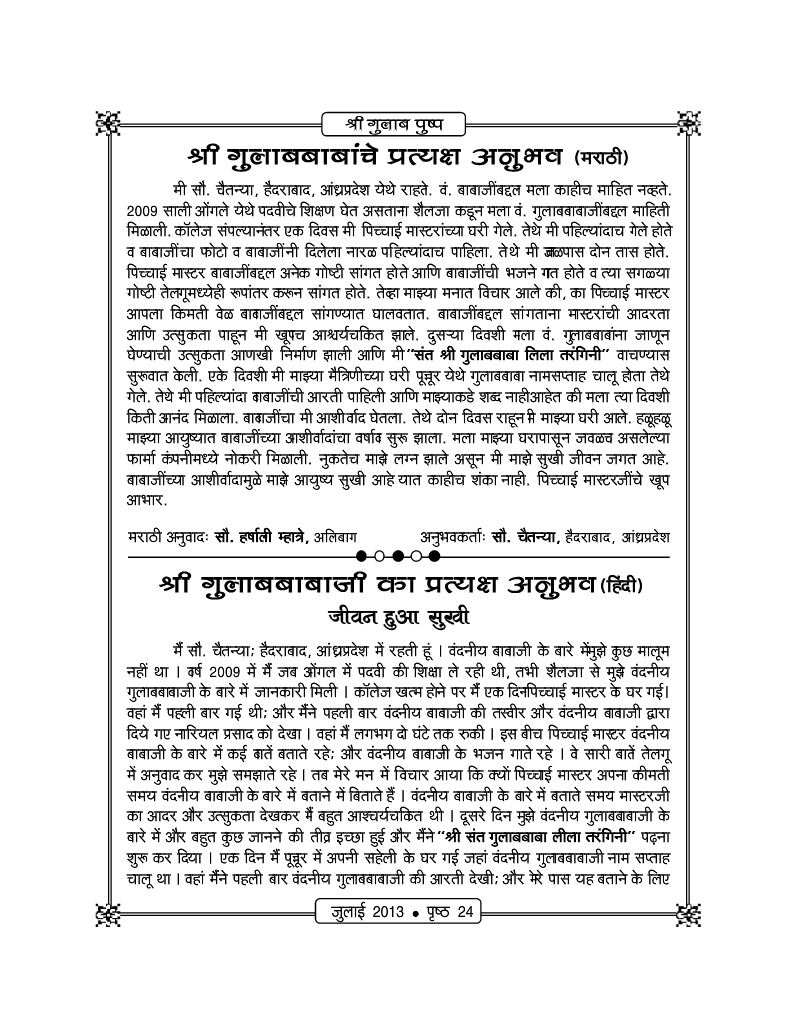 श्री गुलाब पुष्प
श्री गुलाबबाबांचे प्रत्यक्ष अनुभव (मराठी)
मी सौ. चैतन्या, हैदराबाद, आंध्रप्रदेश येथे राहते. वं. बाबाजींबद्दल मला काहीच माहित नव्हते.
2009 साली ओंगले येथे पदवीचे शिक्षण घेत असताना शैलजा कडून मला वं. गुलाबबाबाजींबद्दल माहिती
मिळाली. कॉलेज संपल्यानंतर एक दिवस मी पिच्चाई मास्टरांच्या घरी गेले. तेथे मी पहिल्यांदाच गेले होते
व बाबाजींचा फोटो व बाबाजींनी दिलेला नारळ पहिल्यांदाच पाहिला. तेथे मी जवळपास दोन तास होते.
पिच्चाई मास्टर बाबाजींबद्दल अनेक गोष्टी सांगत होते आणि बाबाजींची भजने गात होते व त्या सगळ्या
गोष्टी तेलगूमध्येही रूपांतर करून सांगत होते. तेव्हा माझ्या मनात विचार आले की, का पिच्चाई मास्टर
आपला किमती वेळ बाबाजींबद्दल सांगण्यात घालवतात. बाबाजींबद्दल सांगताना मास्टरांची आदरता
आणि उत्सुकता पाहून मी खूपच आश्चर्यचकित झाले. दुसऱ्या दिवशी मला वं. गुलाबबाबांना जाणून
घेण्याची उत्सुकता आणखी निर्माण झाली आणि मी "संत श्री गुलाबबाबा लिला तरंगिनी" वाचण्यास
सुरूवात केली. एके दिवशी मी माझ्या मैत्रिणीच्या घरी पून्नूर येथे गुलाबबाबा नामसप्ताह चालू होता तेथे
गेले. तेथे मी पहिल्यांदा बाबाजींची आरती पाहिली आणि माझ्याकडे शब्द नाहीआहेत की मला त्या दिवशी
किती आनंद मिळाला. बाबाजींचा मी आशीर्वाद घेतला. तेथे दोन दिवस राहून मी माझ्या घरी आले. हळूहळू
माझ्या आयुष्यात बाबाजींच्या आशीर्वादांचा वर्षाव सुरू झाला. मला माझ्या घरापासून जवळच असलेल्या
फार्मा कंपनीमध्ये नोकरी मिळाली. नुकतेच माझे लग्न झाले असून मी माझे सुखी जीवन जगत आहे.
बाबाजींच्या आशीर्वादामुळे माझे आयुष्य सुखी आहे यात काहीच शंका नाही. पिच्चाई मास्टरजींचे खूप
आभार.
मराठी अनुवादः सौ. हर्षाली म्हात्रे, अलिबाग अनुभवकर्ताः सौ. चैतन्या, हैदराबाद, आंध्रप्रदेश
श्री गुलाबबाबाजी का प्रत्यक्ष अनुभव (हिंदी)
जीवन हुआ सुखी
मैं सौ. चैतन्या; हैदराबाद, आंध्रप्रदेश में रहती हूं । वंदनीय बाबाजी के बारे में मुझे कुछ मालूम
नहीं था । वर्ष 2009 में मैं जब ओंगल में पदवी की शिक्षा ले रही थी, तभी शैलजा से मुझे वंदनीय
गुलाबबाबाजी के बारे में जानकारी मिली । कॉलेज खत्म होने पर मैं एक दिन पिच्चाई मास्टर के घर गई।
वहां मैं पहली बार गई थी; और मैंने पहली बार वंदनीय बाबाजी की तस्वीर और वंदनीय बाबाजी द्वारा
दिये गए नारियल प्रसाद को देखा । वहां मैं लगभग दो घंटे तक रुकी । इस बीच पिच्चाई मास्टर वंदनीय
बाबाजी के बारे में कई बातें बताते रहे; और वंदनीय बाबाजी के भजन गाते रहे । वे सारी बातें तेलगू
में अनुवाद कर मुझे समझाते रहे । तब मेरे मन में विचार आया कि क्यों पिच्चाई मास्टर अपना कीमती
समय वंदनीय बाबाजी के बारे में बताने में बिताते हैं । वंदनीय बाबाजी के बारे में बताते समय मास्टरजी
का आदर और उत्सुकता देखकर मैं बहुत आश्चर्यचकित थी । दूसरे दिन मुझे वंदनीय गुलाबबाबाजी के
बारे में और बहुत कुछ जानने की तीव्र इच्छा हुई और मैंने "श्री संत गुलाबबाबा लीला तरंगिनी" पढ़ना
शुरू कर दिया । एक दिन मैं पून्नूर में अपनी सहेली के घर गई जहां वंदनीय गुलाबबाबाजी नाम सप्ताह
चालू था । वहां मैंने पहली बार वंदनीय गुलाबबाबाजी की आरती देखी; और मेरे पास यह बताने के लिए
जुलाई 2013 ● पृष्ठ 24